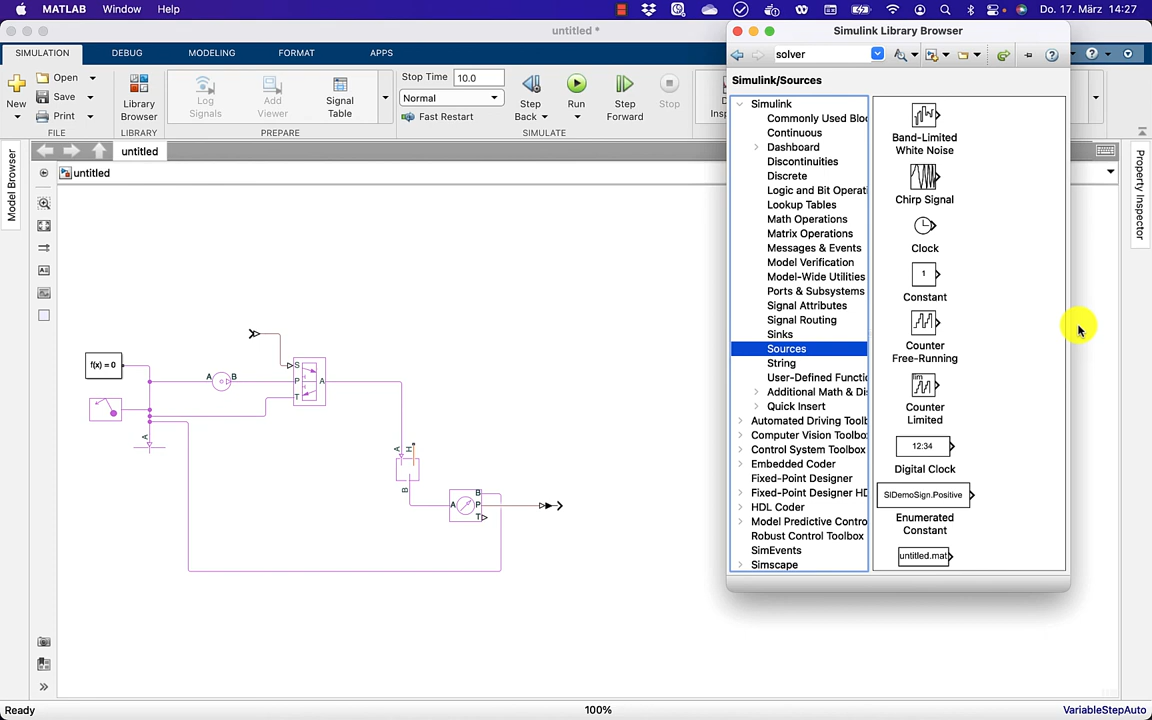 MATLAB Window Help
Do. 17. März 14:27
untitled *
SIMULATION DEBUG MODELING FORMAT APPS
New
Open
Save
Print
FILE
Library Browser
LIBRARY
Log Signals
Add Viewer
Signal Table
PREPARE
Stop Time 10.0
Normal
Fast Restart
Step Back
Run
Step Forward
Stop
SIMULATE
untitled
untitled
Model Browser
Property Inspector
f(x) = 0
A B
S
P A
T
A
A H
B
A B
P
T
Simulink Library Browser
solver
Simulink/Sources
Simulink
Commonly Used Bloc
Continuous
Dashboard
Discontinuities
Discrete
Logic and Bit Operati
Lookup Tables
Math Operations
Matrix Operations
Messages & Events
Model Verification
Model-Wide Utilities
Ports & Subsystems
Signal Attributes
Signal Routing
Sinks
Sources
String
User-Defined Functio
Additional Math & Dis
Quick Insert
Automated Driving Toolb
Computer Vision Toolbox
Control System Toolbox
Embedded Coder
Fixed-Point Designer
Fixed-Point Designer HD
HDL Coder
Model Predictive Contro
Robust Control Toolbox
SimEvents
Simscape
Band-Limited
White Noise
Chirp Signal
Clock
1
Constant
Counter
Free-Running
lim
Counter
Limited
12:34
Digital Clock
SlDemoSign.Positive
Enumerated
Constant
untitled.mat
Ready
100%
VariableStepAuto